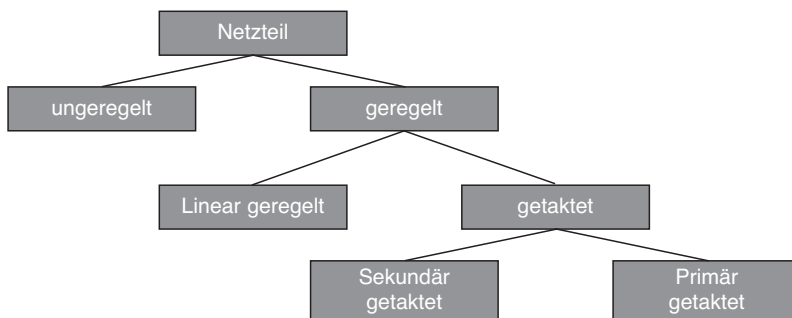 Netzteil
ungeregelt
geregelt
Linear geregelt
getaktet
Sekundär
getaktet
Primär
getaktet